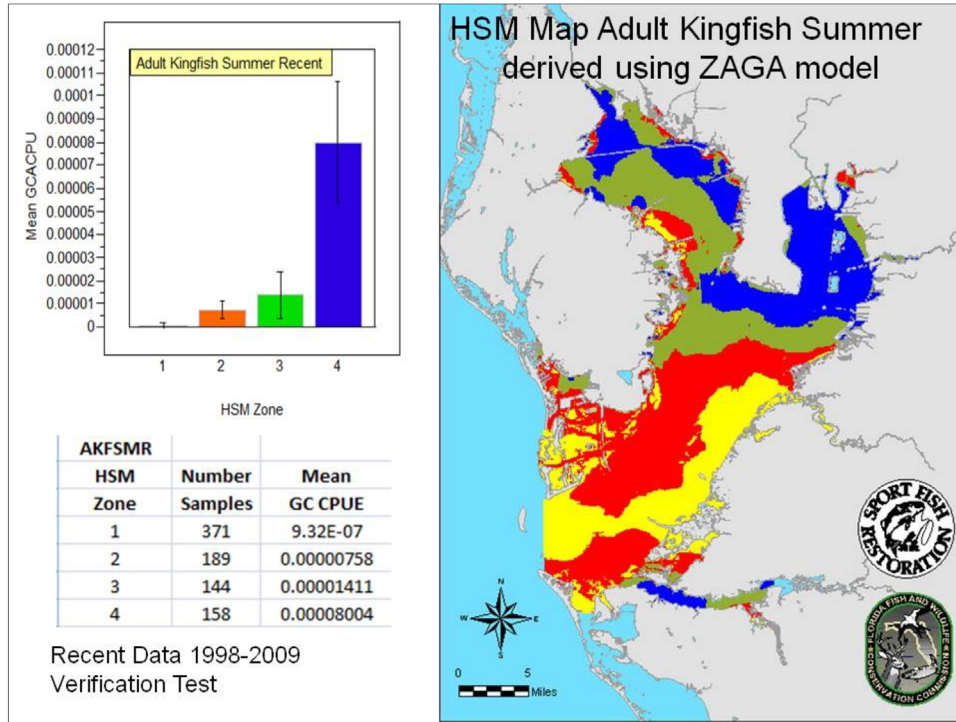 0.00012
0.00011
0.0001
0.00009
0.00008
0.00007
0.00006
0.00005
0.00004
0.00003
0.00002
0.00001
0
Mean GCACPU
Adult Kingfish Summer Recent
1 2 3 4
HSM Zone
AKFSMR
HSM Number Mean
Zone Samples GC CPUE
1 371 9.32E-07
2 189 0.00000758
3 144 0.00001411
4 158 0.00008004
Recent Data 1998-2009
Verification Test
HSM Map Adult Kingfish Summer
derived using ZAGA model
N
W E
S
0 5
Miles
SPORT FISH
RESTORATION
FLORIDA FISH AND WILDLIFE
CONSERVATION COMMISSION